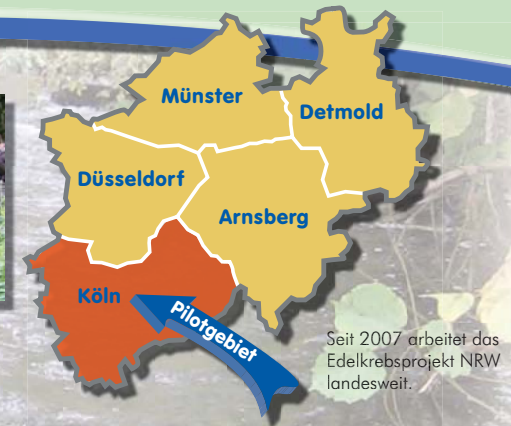 Münster
Detmold
Düsseldorf
Arnsberg
Köln
Pilotgebiet
Seit 2007 arbeitet das
Edelkrebsprojekt NRW
landesweit.